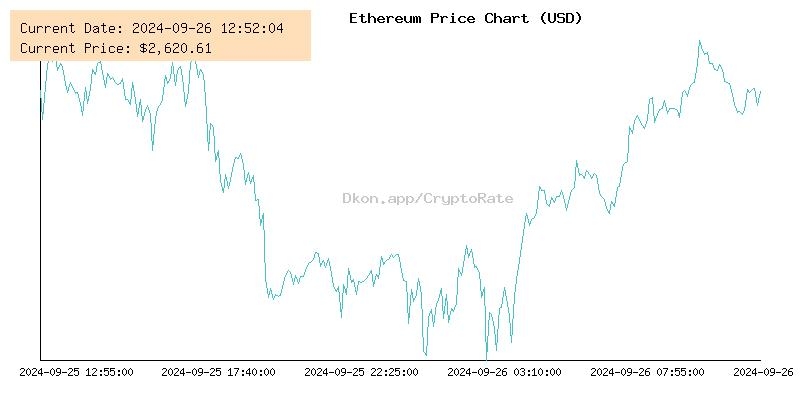 Ethereum Price Chart (USD)
Current Date: 2024-09-26 12:52:04
Current Price: $2,620.61
Dkon.app/CryptoRate
2024-09-25 12:55:00
2024-09-25 17:40:00
2024-09-25 22:25:00
2024-09-26 03:10:00
2024-09-26 07:55:00
2024-09-26